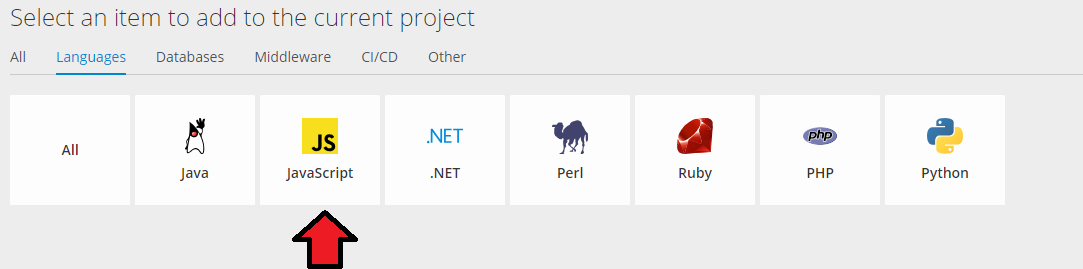 Select an item to add to the current project
All Languages Databases Middleware CI/CD Other
JS .NET php
All Java JavaScript .NET Perl Ruby PHP Python